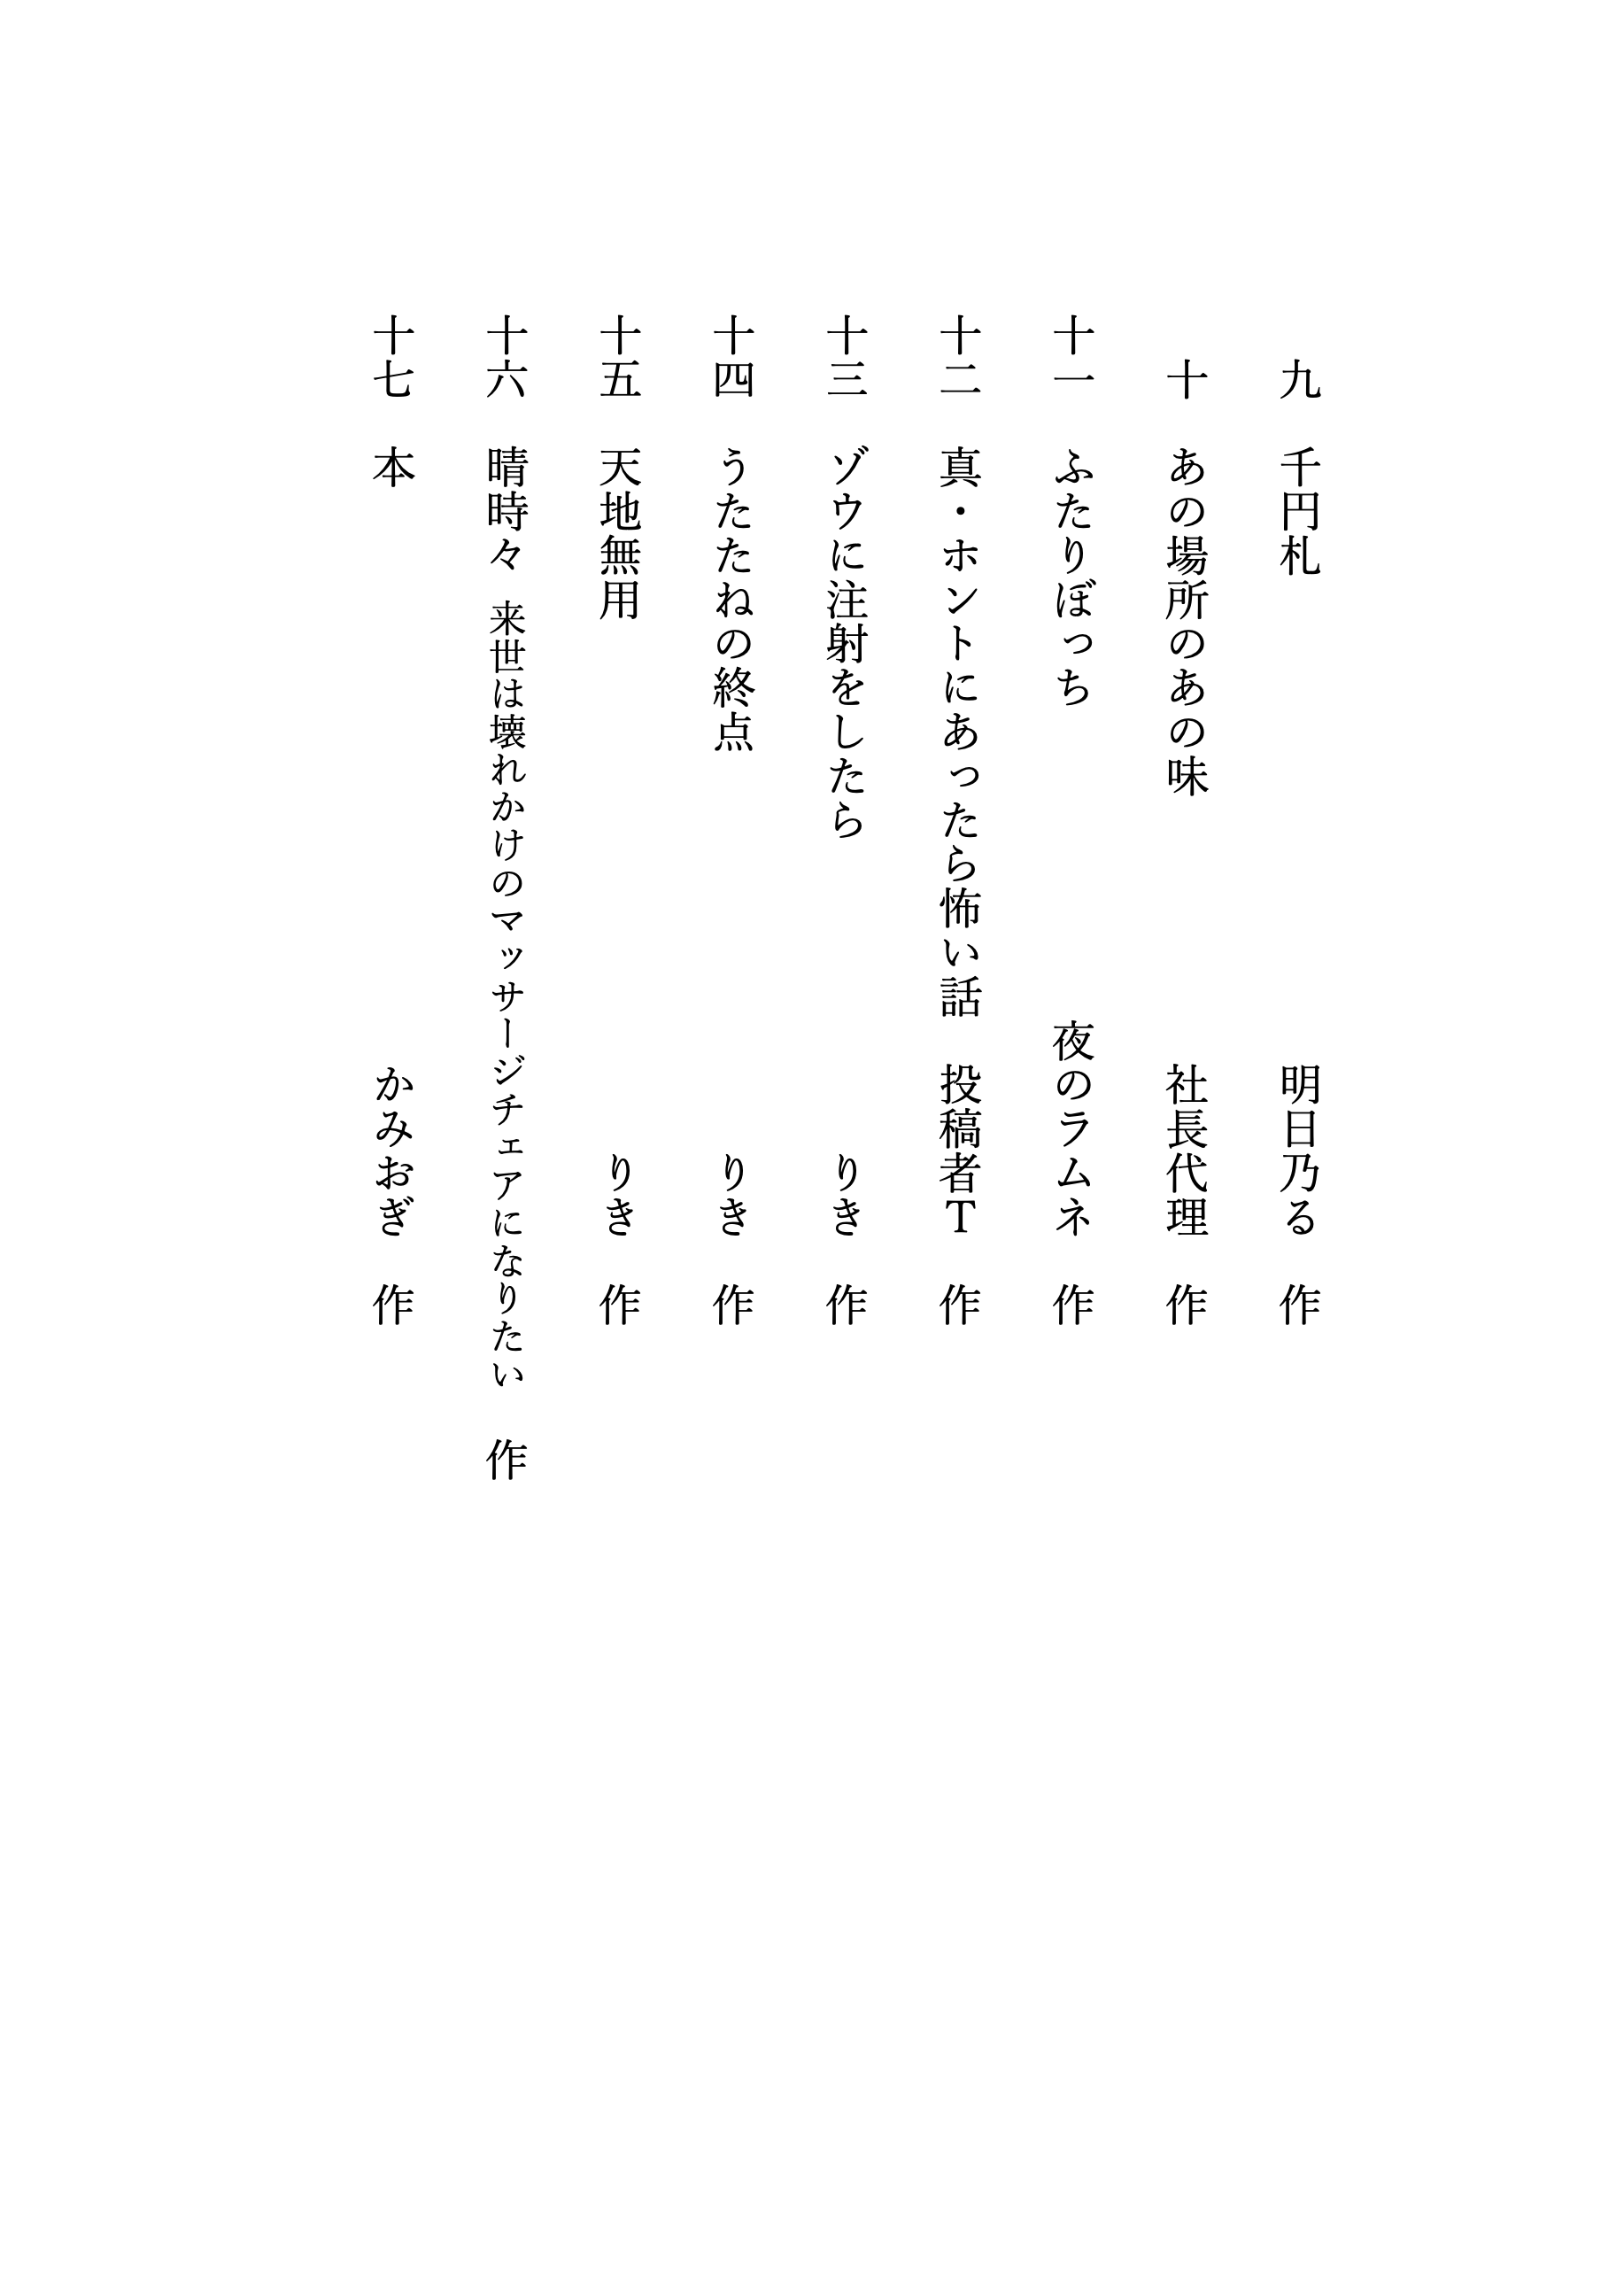 九　千円札　明日乃る　作
十　あの場所のあの味　社長代理　作
十一　ふたりぼっち　夜のラムネ　作
十二　真・ホントにあったら怖い話　投稿者T　作
十三　ゾウに注射をしたら　りき　作
十四　うたたねの終点　りき　作
十五　天地無用　りき　作
十六　晴時々　来世は壊れかけのマッサージチェアになりたい　作
十七　本　かみおぎ　作